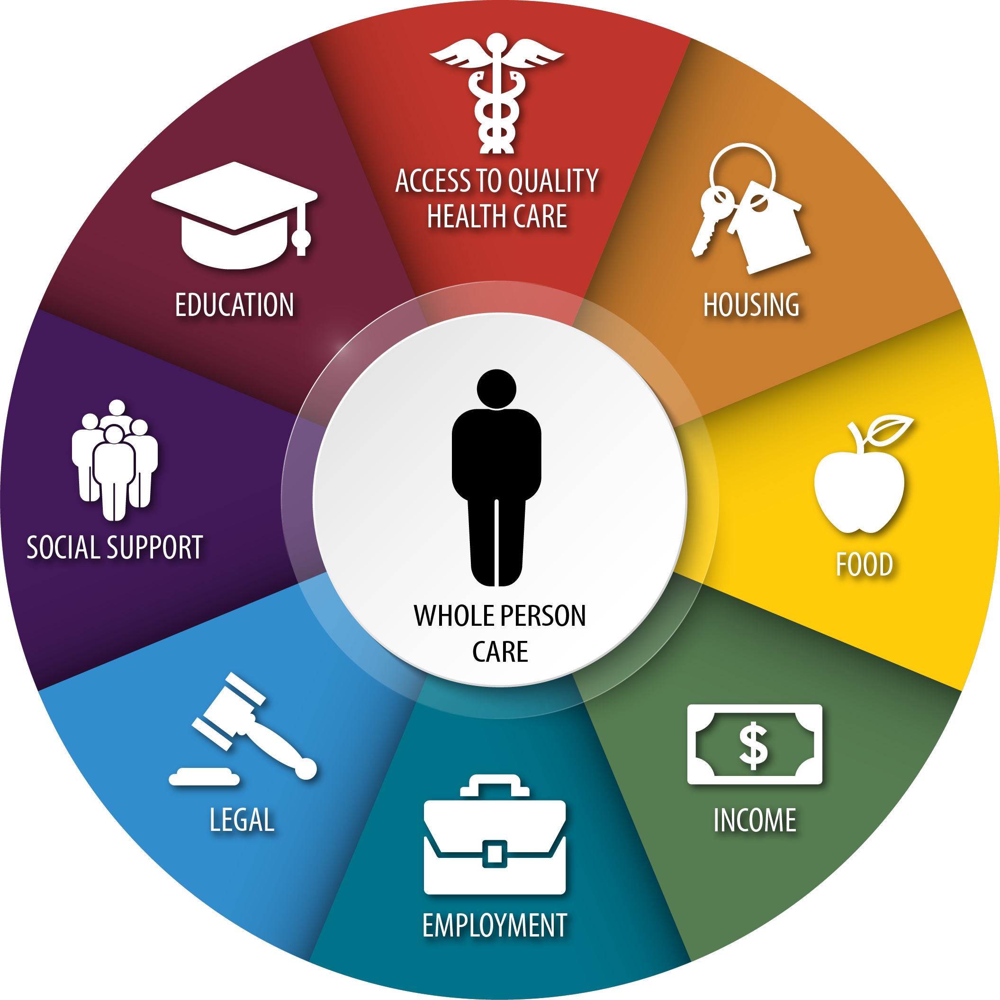 ACCESS TO QUALITY
HEALTH CARE
HOUSING
FOOD
$
INCOME
EMPLOYMENT
LEGAL
SOCIAL SUPPORT
EDUCATION
WHOLE PERSON
CARE